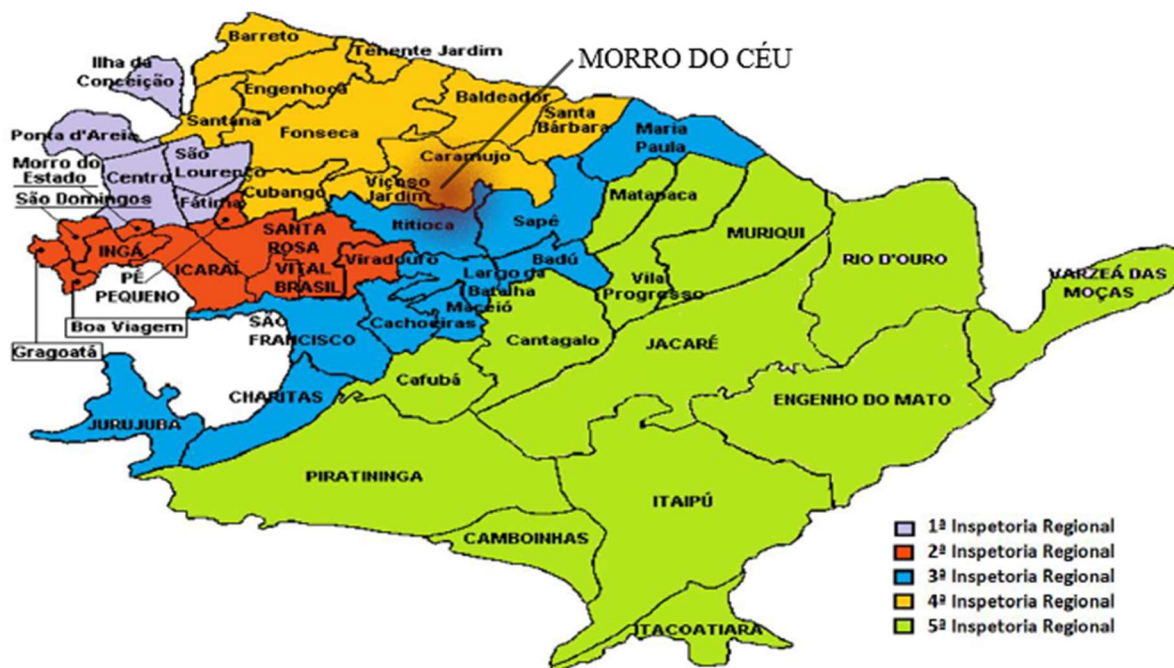 Barreto
Tenente Jardim
Ilha da
Conceição
MORRO DO CÉU
Engenhoca
Baldeador
Santana
Santa
Bárbara
Fonseca
Ponta d'Areia
Maria
Paula
São
Lourenço
Caramujo
Morro do
Estado
Centro
Cubango
Viçoso
Jardim
Matapaca
São Domingos
Fátima
Ititioca
Sapê
SANTA
ROSA
MURIQUI
INGÁ
Viradouro
Badú
RIO D'OURO
ICARAÍ
VITAL
BRASIL
Largo da
Batalha
Vila
Progresso
VARZEÁ DAS
MOÇAS
PÉ
PEQUENO
Maceió
Boa Viagem
SÃO
FRANCISCO
Cachoeiras
Cantagalo
JACARÉ
Gragoatá
Cafubá
CHARITAS
ENGENHO DO MATO
JURUJUBA
PIRATININGA
ITAIPÚ
CAMBOINHAS
ITACOATIARA
1ª Inspetoria Regional
2ª Inspetoria Regional
3ª Inspetoria Regional
4ª Inspetoria Regional
5ª Inspetoria Regional